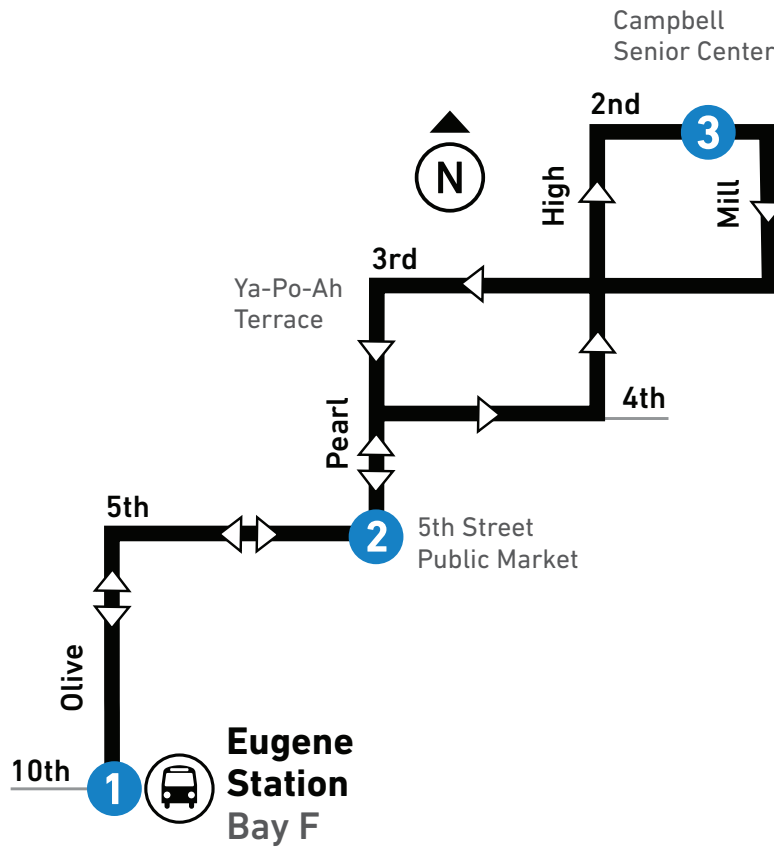 Campbell
Senior Center
2nd
3
N
High
Mill
3rd
Ya-Po-Ah
Terrace
4th
Pearl
5th
2
5th Street
Public Market
Olive
Eugene
Station
Bay F
10th
1